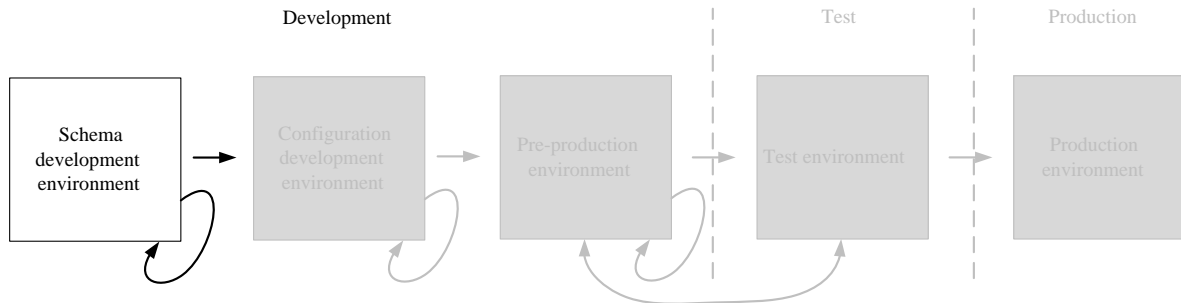 Development
Test
Production
Schema
development
environment
Configuration
development
environment
Pre-production
environment
Test environment
Production
environment